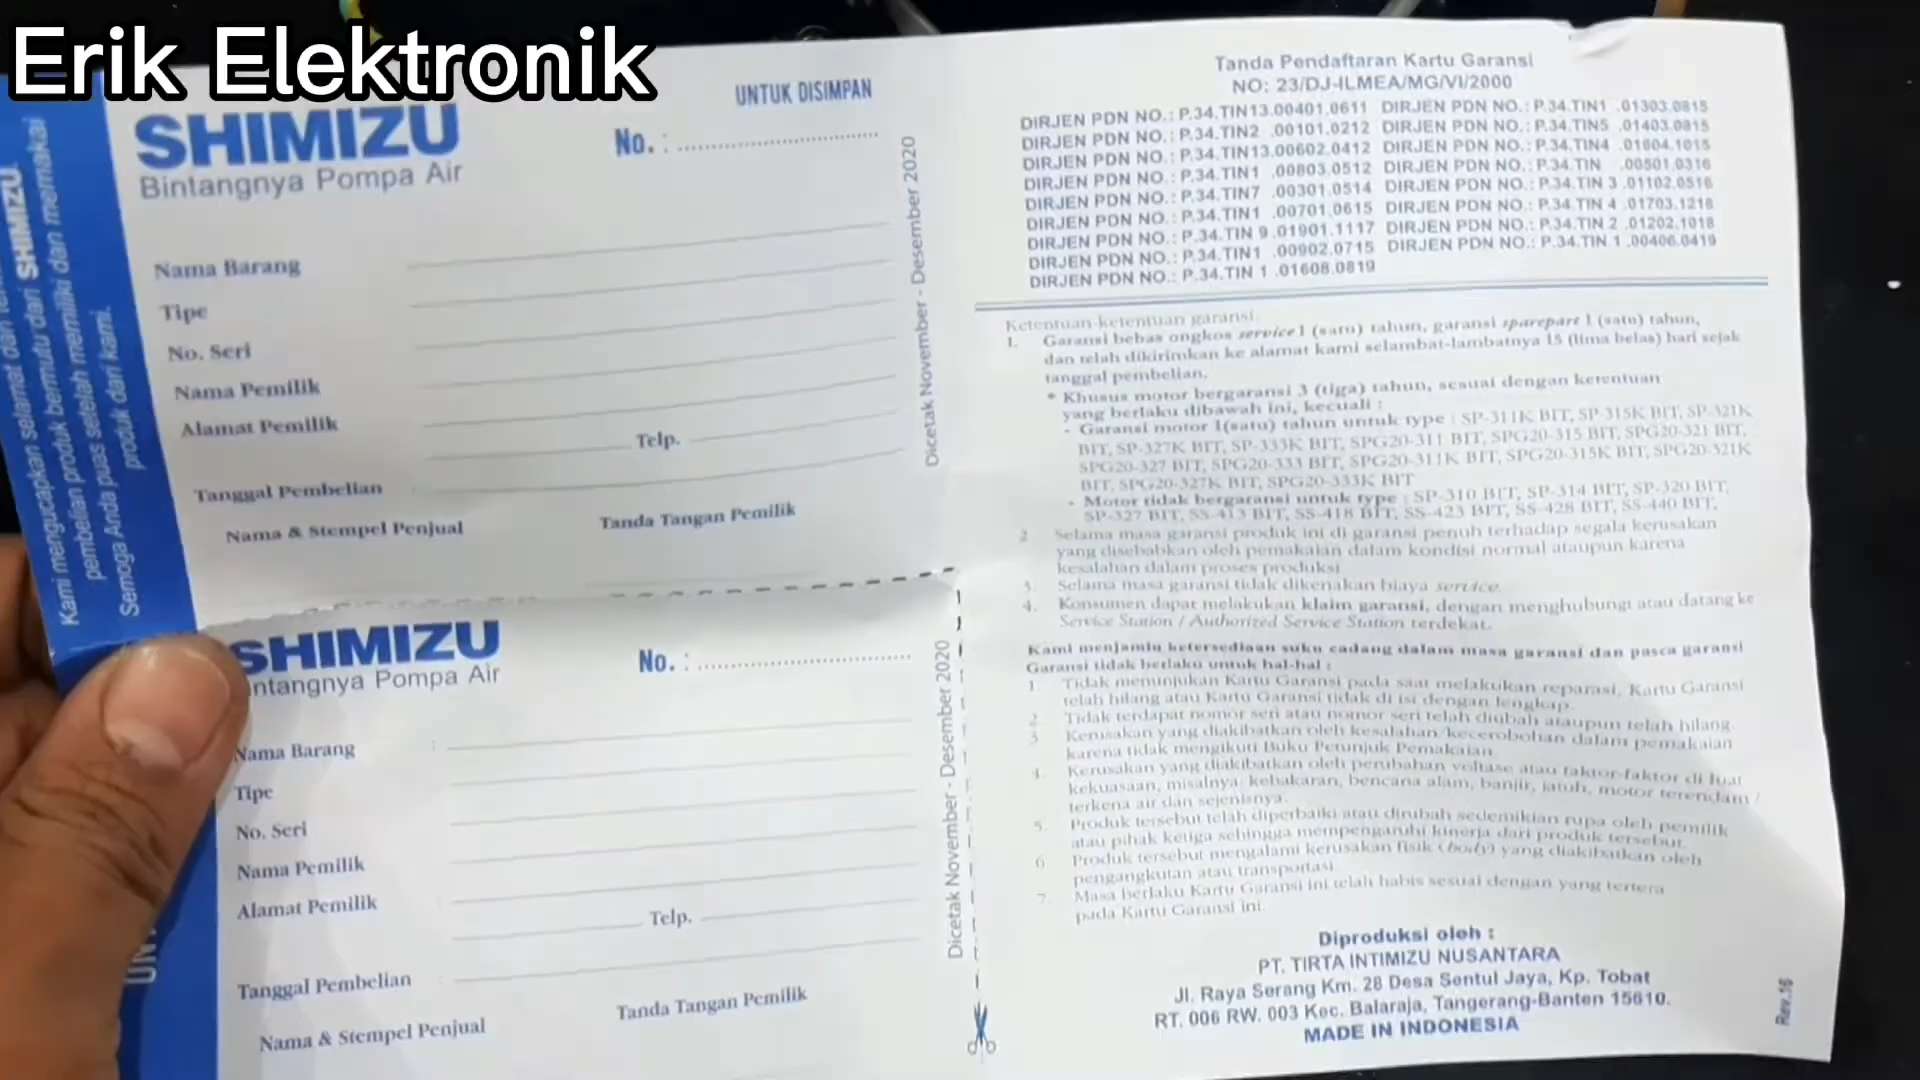 Erik Elektronik
Kami mengucapkan selamat dan
pembelian produk bermutu dari SHIMIZU
Semoga Anda puas setelah memiliki dan memakai
produk dari kami.
UNTUK DISIMPAN
SHIMIZU
Bintangnya Pompa Air
No. :
Nama Barang
Tipe
No. Seri
Nama Pemilik
Alamat Pemilik
Telp.
Tanggal Pembelian
Nama & Stempel Penjual
Tanda Tangan Pemilik
Dicetak November - Desember 2020
SHIMIZU
Pompa Air
No. :
Nama Barang :
Tipe
No. Seri
Nama Pemilik
Alamat Pemilik
Telp.
Tanggal Pembelian
Nama & Stempel Penjual
Tanda Tangan Pemilik
Dicetak November - Desember 2020
Tanda Pendaftaran Kartu Garansi
NO: 23/DJ-ILMEA/MG/VI/2000
DIRJEN PDN NO.: P.34.TIN13.00401.0611 DIRJEN PDN NO.: P.34.TIN1 .01303.0815
DIRJEN PDN NO.: P.34.TIN2 .00101.0212 DIRJEN PDN NO.: P.34.TIN5 .01403.0815
DIRJEN PDN NO.: P.34.TIN13.00602.0412 DIRJEN PDN NO.: P.34.TIN4 .01604.1015
DIRJEN PDN NO.: P.34.TIN1 .00803.0512 DIRJEN PDN NO.: P.34.TIN .00501.0316
DIRJEN PDN NO.: P.34.TIN7 .00301.0514 DIRJEN PDN NO.: P.34.TIN 3 .01102.0516
DIRJEN PDN NO.: P.34.TIN1 .00701.0615 DIRJEN PDN NO.: P.34.TIN 4 .01703.1218
DIRJEN PDN NO.: P.34.TIN 9 .01901.1117 DIRJEN PDN NO.: P.34.TIN 2 .01202.1018
DIRJEN PDN NO.: P.34.TIN1 .00902.0715 DIRJEN PDN NO.: P.34.TIN 1 .00406.0419
DIRJEN PDN NO.: P.34.TIN 1 .01608.0819
Ketentuan-ketentuan garansi:
1. Garansi bebas ongkos service 1 (satu) tahun, garansi sparepart 1 (satu) tahun,
dan telah dikirimkan ke alamat kami selambat-lambatnya 15 (lima belas) hari sejak
tanggal pembelian.
* Khusus motor bergaransi 3 (tiga) tahun, sesuai dengan ketentuan
yang berlaku dibawah ini, kecuali :
- Garansi motor 1(satu) tahun untuk type : SP-311K BIT, SP-315K BIT, SP-321K
BIT, SP-327K BIT, SP-333K BIT, SPG20-311 BIT, SPG20-315 BIT, SPG20-321 BIT,
SPG20-327 BIT, SPG20-333 BIT, SPG20-311K BIT, SPG20-315K BIT, SPG20-321K
BIT, SPG20-327K BIT, SPG20-333K BIT
- Motor tidak bergaransi untuk type : SP-310 BIT, SP-314 BIT, SP-320 BIT,
SP-327 BIT, SS-413 BIT, SS-418 BIT, SS-423 BIT, SS-428 BIT, SS-440 BIT,
2. Selama masa garansi produk ini di garansi penuh terhadap segala kerusakan
yang disebabkan oleh pemakaian dalam kondisi normal ataupun karena
kesalahan dalam proses produksi
3. Selama masa garansi tidak dikenakan biaya service.
4. Konsumen dapat melakukan klaim garansi, dengan menghubungi atau datang ke
Service Station / Authorized Service Station terdekat.
Kami menjamin ketersediaan suku cadang dalam masa garansi dan pasca garansi
Garansi tidak berlaku untuk hal-hal :
1 Tidak menunjukan Kartu Garansi pada saat melakukan reparasi, Kartu Garansi
telah hilang atau Kartu Garansi tidak di isi dengan lengkap.
2. Tidak terdapat nomor seri atau nomor seri telah diubah ataupun telah hilang.
3 Kerusakan yang diakibatkan oleh kesalahan/kecerobohan dalam pemakaian
karena tidak mengikuti Buku Petunjuk Pemakaian.
4. Kerusakan yang diakibatkan oleh perubahan voltase atau faktor-faktor di luar
kekuasaan, misalnya: kebakaran, bencana alam, banjir, jatuh, motor terendam /
terkena air dan sejenisnya.
5. Produk tersebut telah diperbaiki atau dirubah sedemikian rupa oleh pemilik
atau pihak ketiga sehingga mempengaruhi kinerja dari produk tersebut.
6 Produk tersebut mengalami kerusakan fisik (body) yang diakibatkan oleh
pengangkutan atau transportasi.
7. Masa berlaku Kartu Garansi ini telah habis sesuai dengan yang tertera
pada Kartu Garansi ini.
Diproduksi oleh :
PT. TIRTA INTIMIZU NUSANTARA
Jl. Raya Serang Km. 28 Desa Sentul Jaya, Kp. Tobat
RT. 006 RW. 003 Kec. Balaraja, Tangerang-Banten 15610.
MADE IN INDONESIA
Rev.16